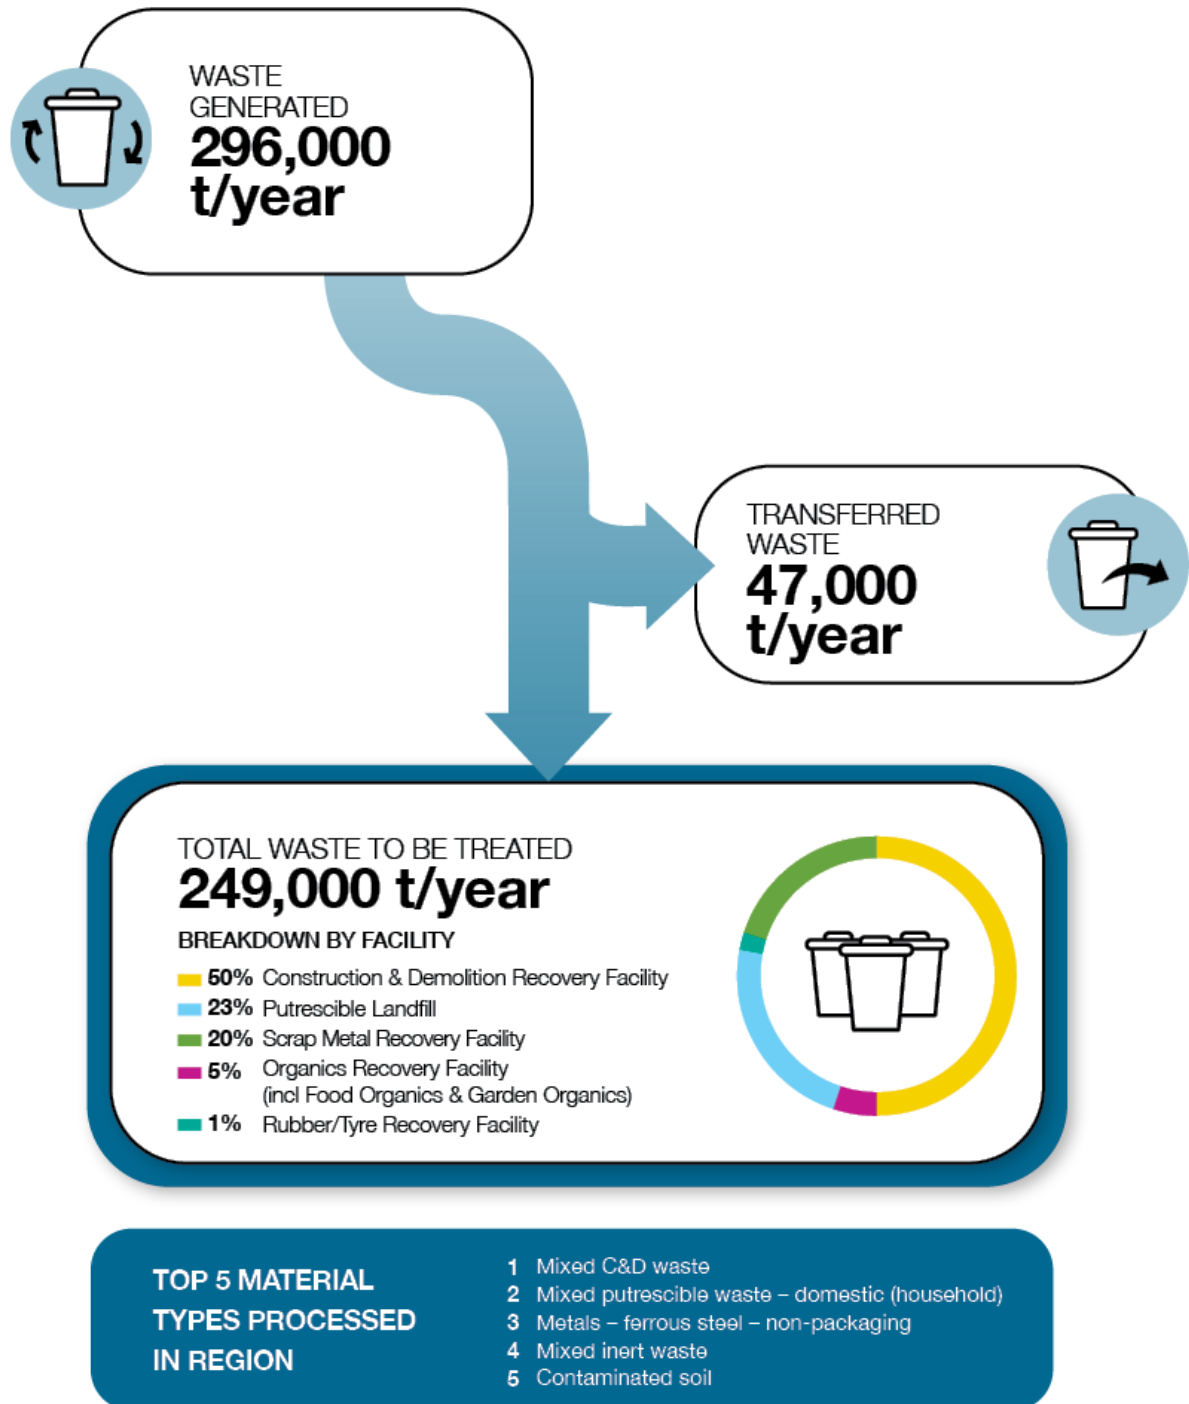 WASTE
GENERATED
296,000
t/year
TRANSFERRED
WASTE
47,000
t/year
TOTAL WASTE TO BE TREATED
249,000 t/year
BREAKDOWN BY FACILITY
50% Construction & Demolition Recovery Facility
23% Putrescible Landfill
20% Scrap Metal Recovery Facility
5% Organics Recovery Facility
(incl Food Organics & Garden Organics)
1% Rubber/Tyre Recovery Facility
TOP 5 MATERIAL
TYPES PROCESSED
IN REGION
1 Mixed C&D waste
2 Mixed putrescible waste – domestic (household)
3 Metals – ferrous steel – non-packaging
4 Mixed inert waste
5 Contaminated soil